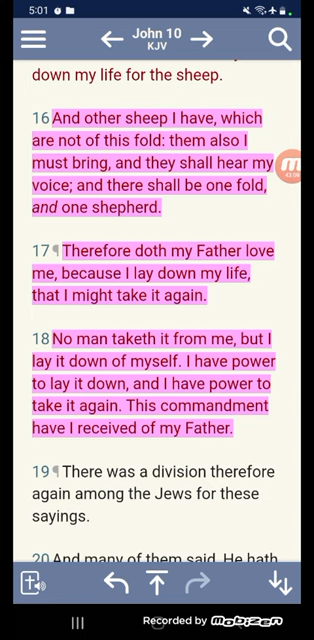 5:01
John 10
KJV
down my life for the sheep.
16 And other sheep I have, which
are not of this fold: them also I
must bring, and they shall hear my
voice; and there shall be one fold,
and one shepherd.
17 ¶ Therefore doth my Father love
me, because I lay down my life,
that I might take it again.
18 No man taketh it from me, but I
lay it down of myself. I have power
to lay it down, and I have power to
take it again. This commandment
have I received of my Father.
19 ¶ There was a division therefore
again among the Jews for these
sayings.
20 And many of them said, He hath
Recorded by mobizen